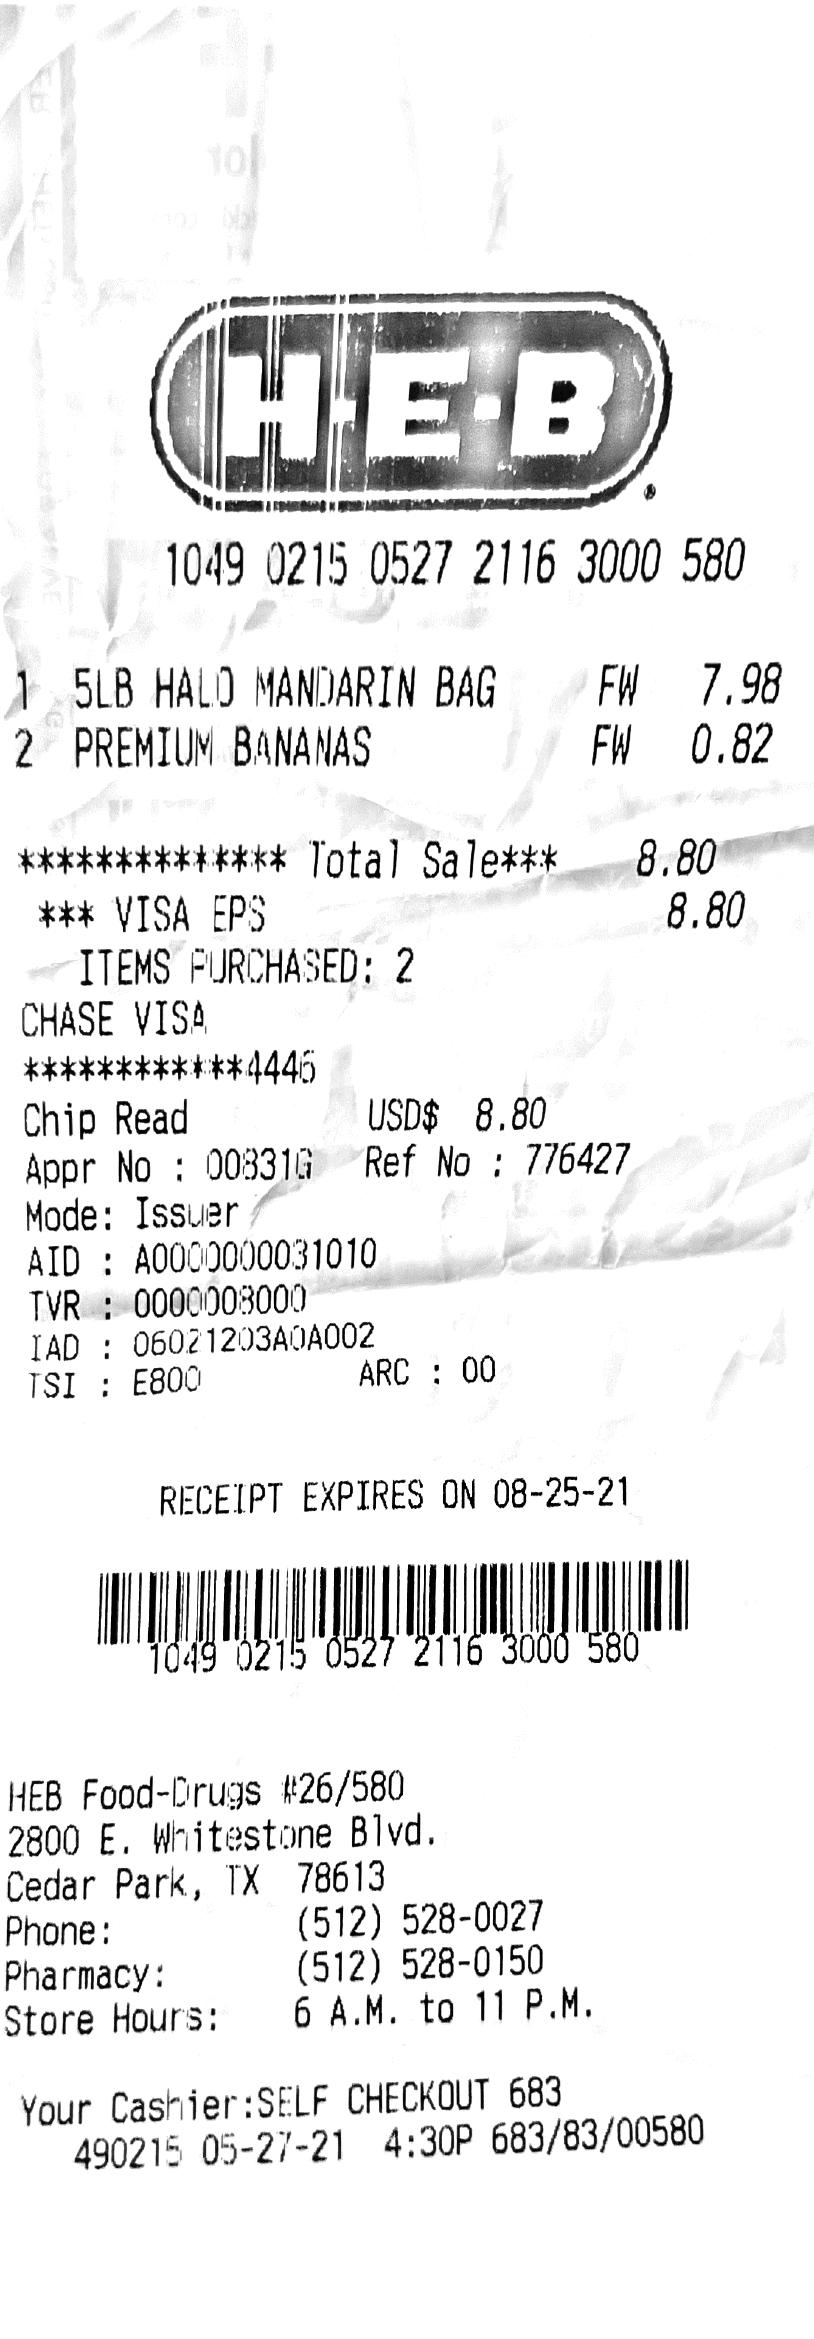 H-E-B
1049 0215 0527 2116 3000 580
1 5LB HALO MANDARIN BAG FW 7.98
2 PREMIUM BANANAS FW 0.82
************** Total Sale*** 8.80
*** VISA EPS 8.80
ITEMS PURCHASED: 2
CHASE VISA
************4446
Chip Read USD$ 8.80
Appr No : 00831G Ref No : 776427
Mode: Issuer
AID : A0000000031010
TVR : 0000008000
IAD : 06021203A0A002
TSI : E800 ARC : 00
RECEIPT EXPIRES ON 08-25-21
1049 0215 0527 2116 3000 580
HEB Food-Drugs #26/580
2800 E. Whitestone Blvd.
Cedar Park, TX 78613
Phone: (512) 528-0027
Pharmacy: (512) 528-0150
Store Hours: 6 A.M. to 11 P.M.
Your Cashier:SELF CHECKOUT 683
490215 05-27-21 4:30P 683/83/00580